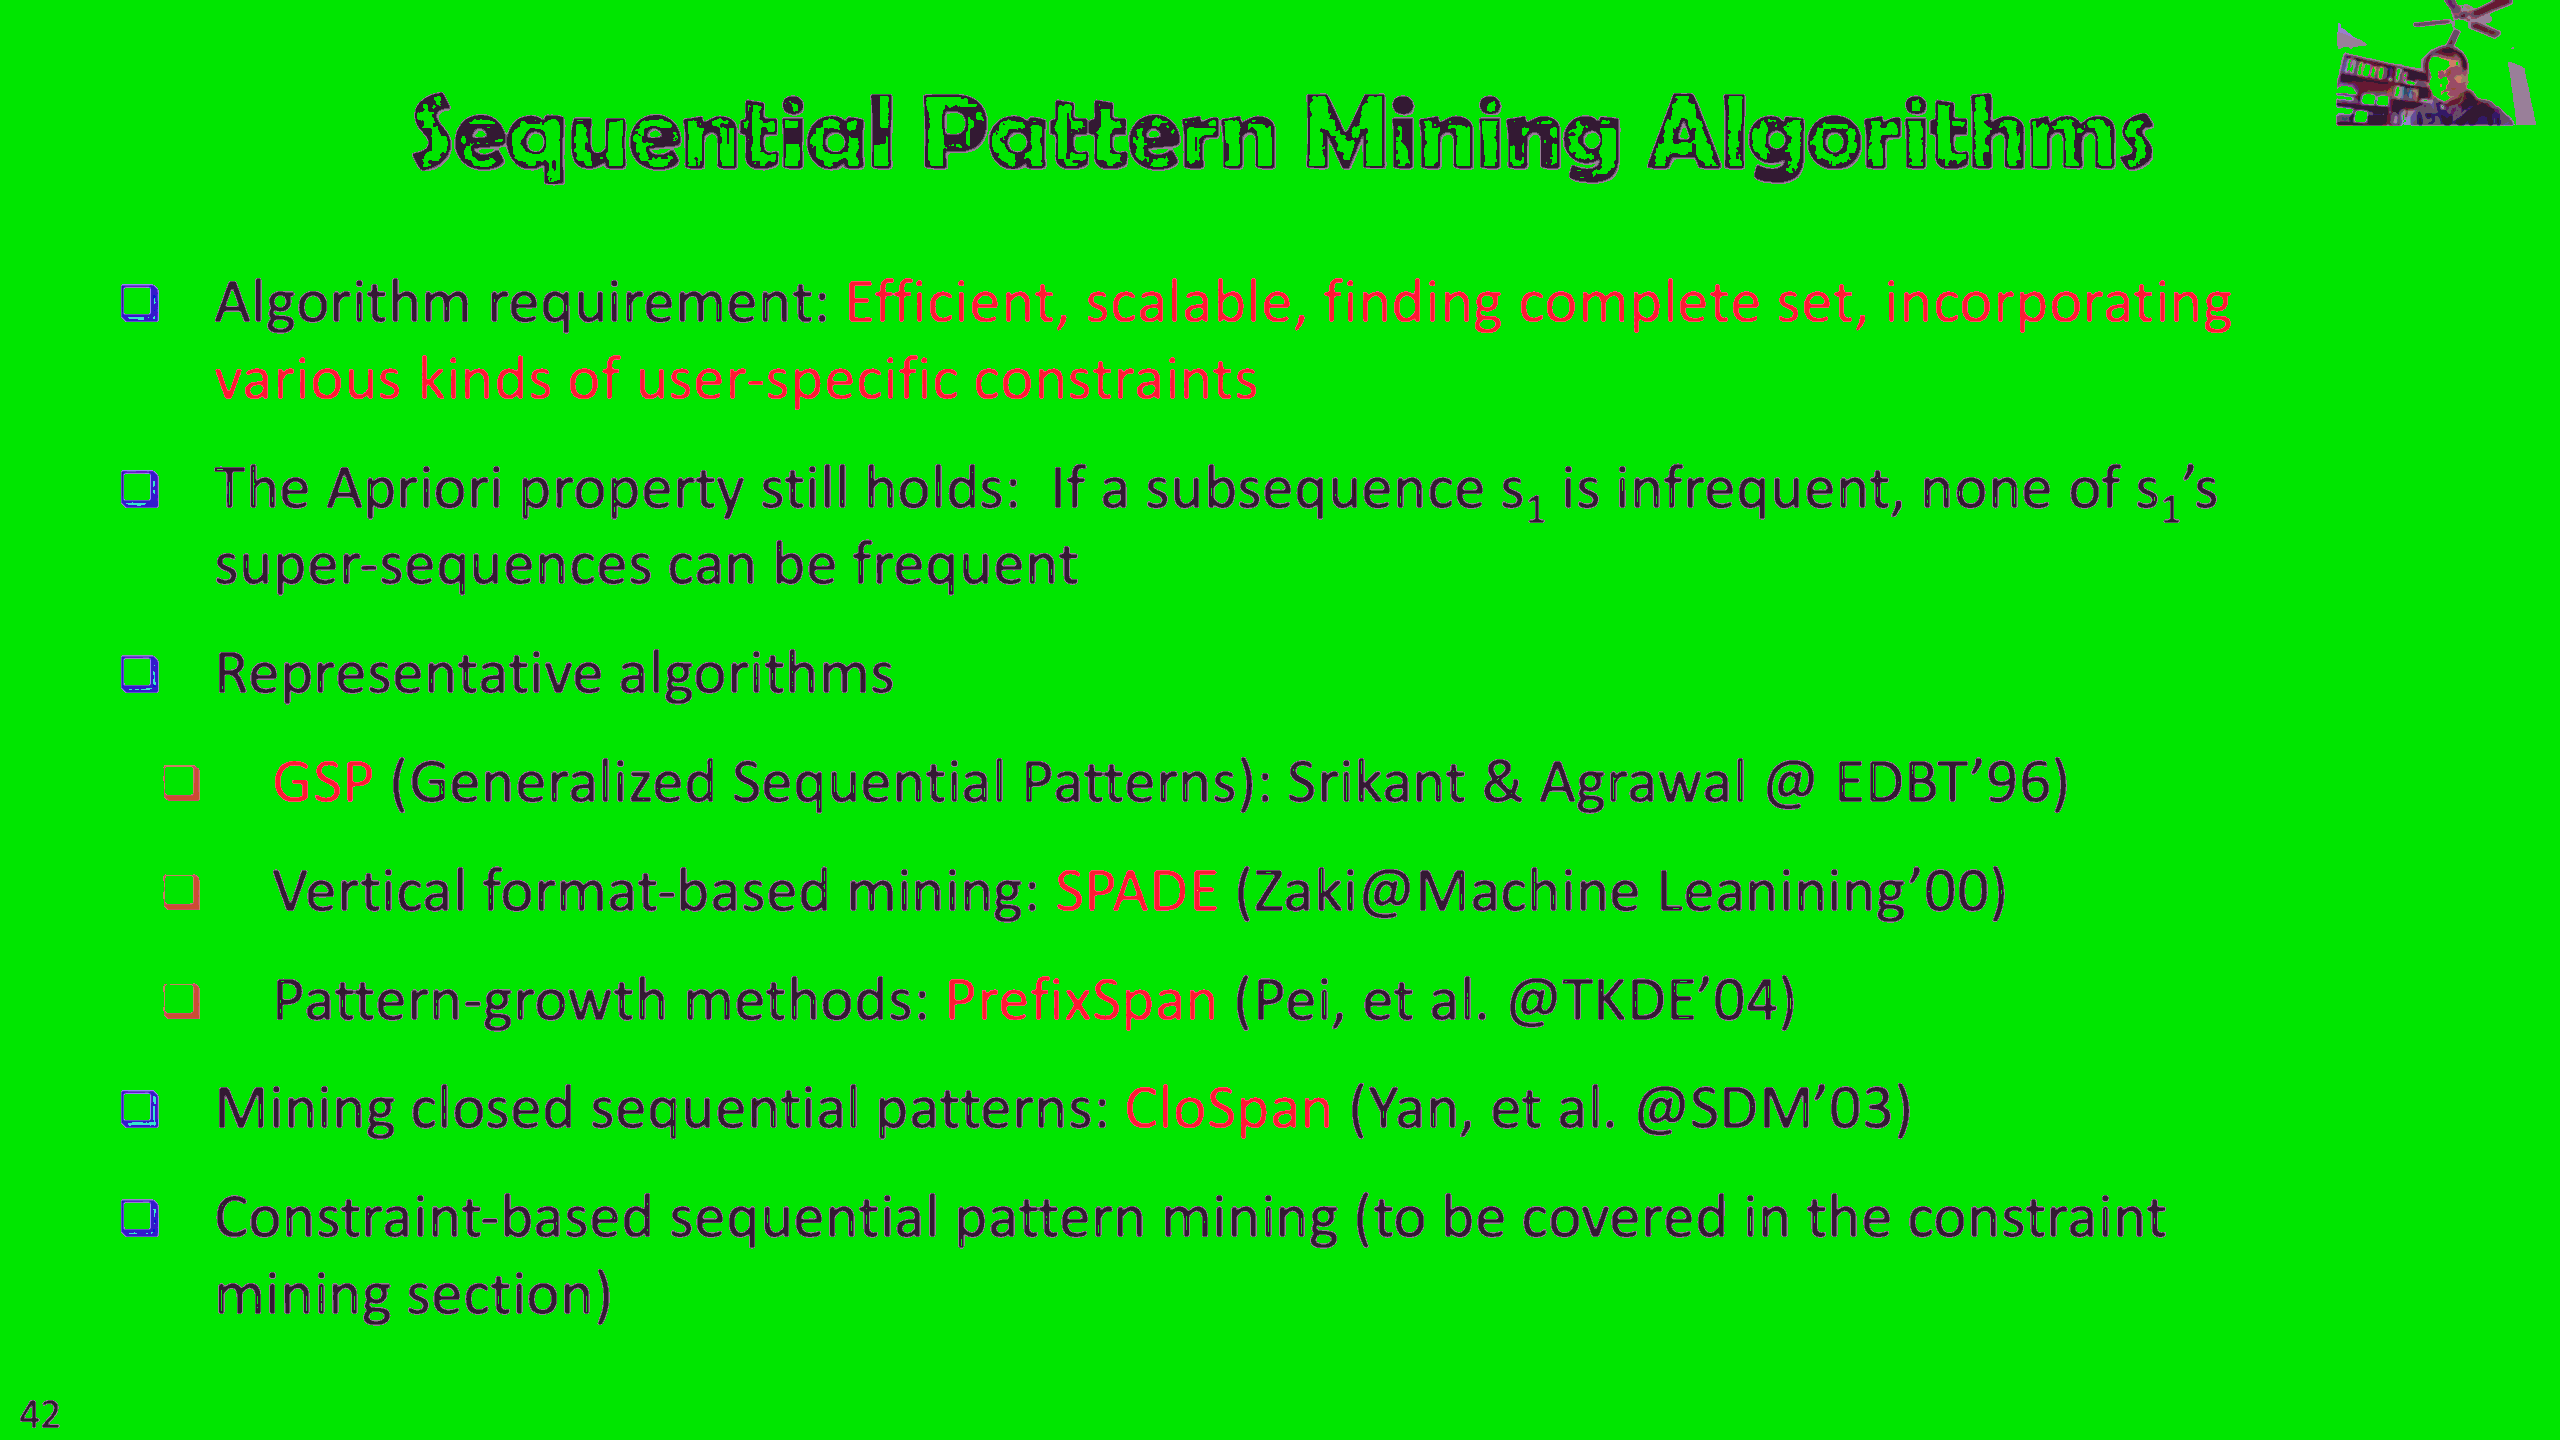 Sequential Pattern Mining Algorithms
❑ Algorithm requirement: Efficient, scalable, finding complete set, incorporating
various kinds of user-specific constraints
❑ The Apriori property still holds: If a subsequence s₁ is infrequent, none of s₁’s
super-sequences can be frequent
❑ Representative algorithms
❑ GSP (Generalized Sequential Patterns): Srikant & Agrawal @ EDBT’96)
❑ Vertical format-based mining: SPADE (Zaki@Machine Leanining’00)
❑ Pattern-growth methods: PrefixSpan (Pei, et al. @TKDE’04)
❑ Mining closed sequential patterns: CloSpan (Yan, et al. @SDM’03)
❑ Constraint-based sequential pattern mining (to be covered in the constraint
mining section)
42